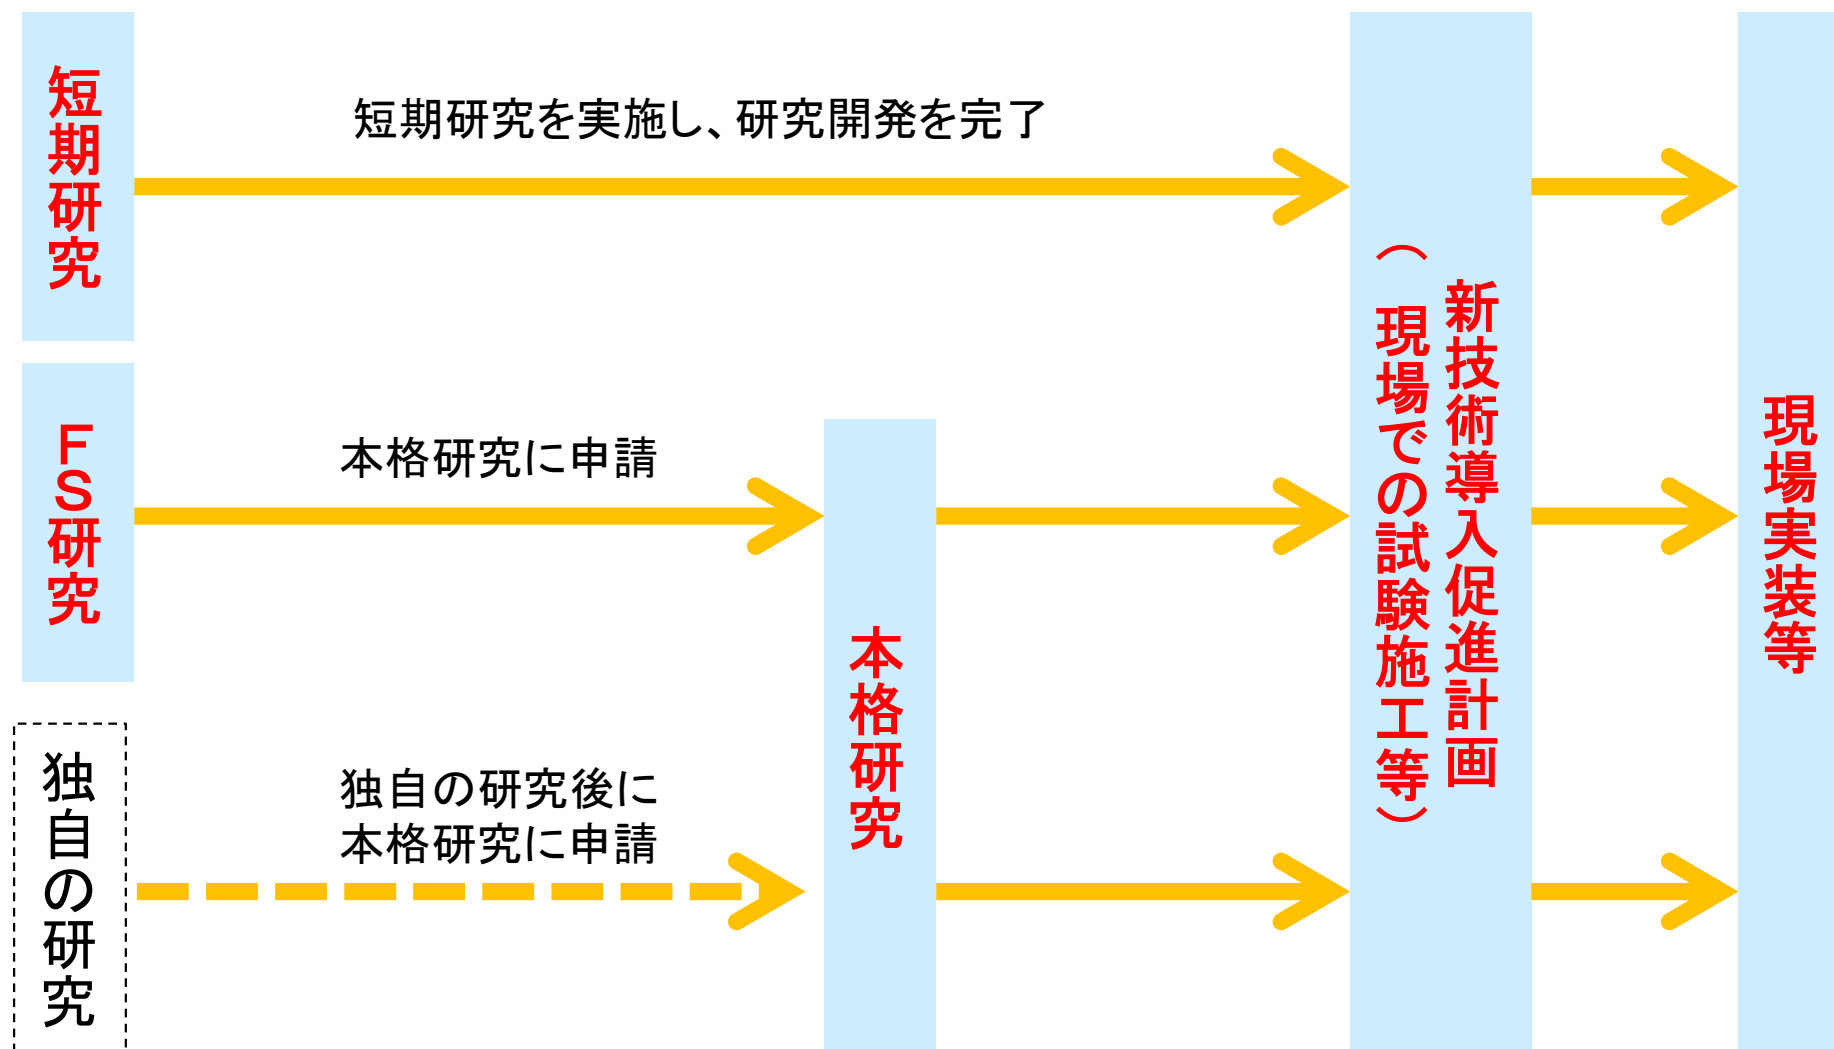 短期研究
短期研究を実施し、研究開発を完了
FS研究
本格研究に申請
独自の研究
独自の研究後に
本格研究に申請
本格研究
新技術導入促進計画
（現場での試験施工等）
現場実装等